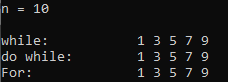 n = 10
while: 1 3 5 7 9
do while: 1 3 5 7 9
For: 1 3 5 7 9